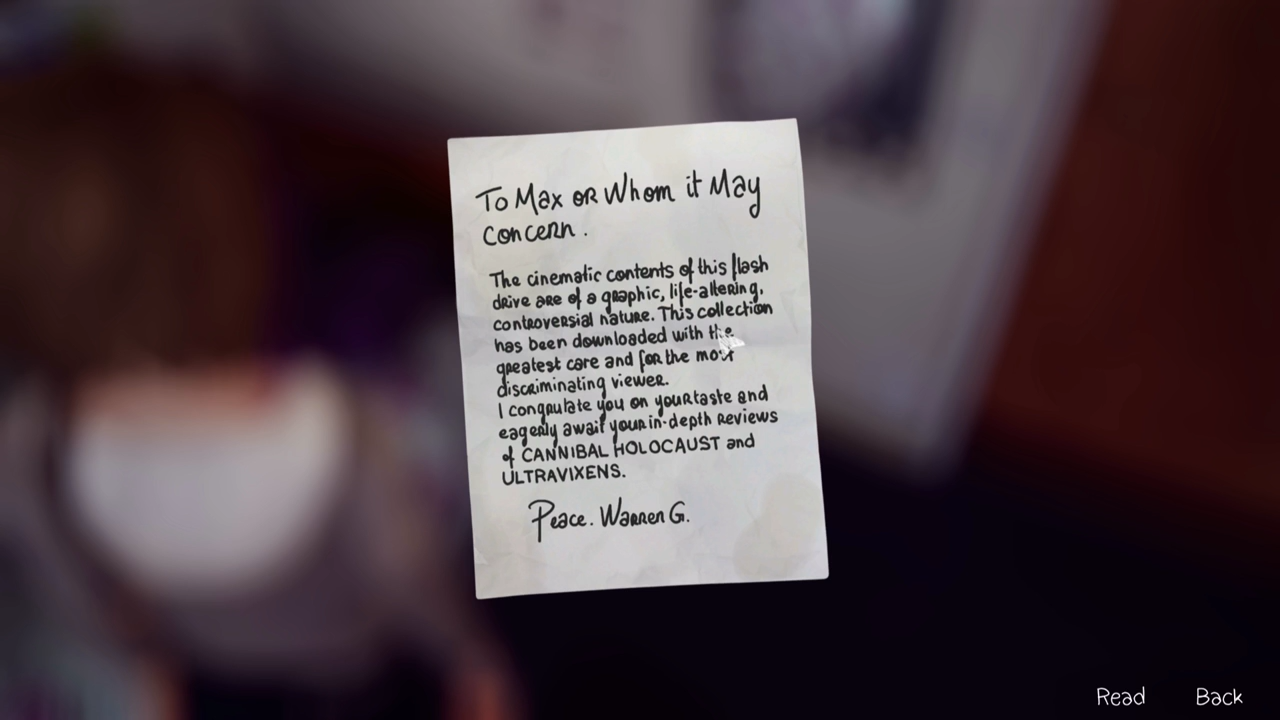 To Max or Whom it May
Concern.
The cinematic contents of this flash
drive are of a graphic, life-altering,
controversial nature. This collection
has been downloaded with the
greatest care and for the most
discriminating viewer.
I congrulate you on your taste and
eagerly await your in-depth reviews
of CANNIBAL HOLOCAUST and
ULTRAVIXENS.
Peace. Warren G.
Read Back